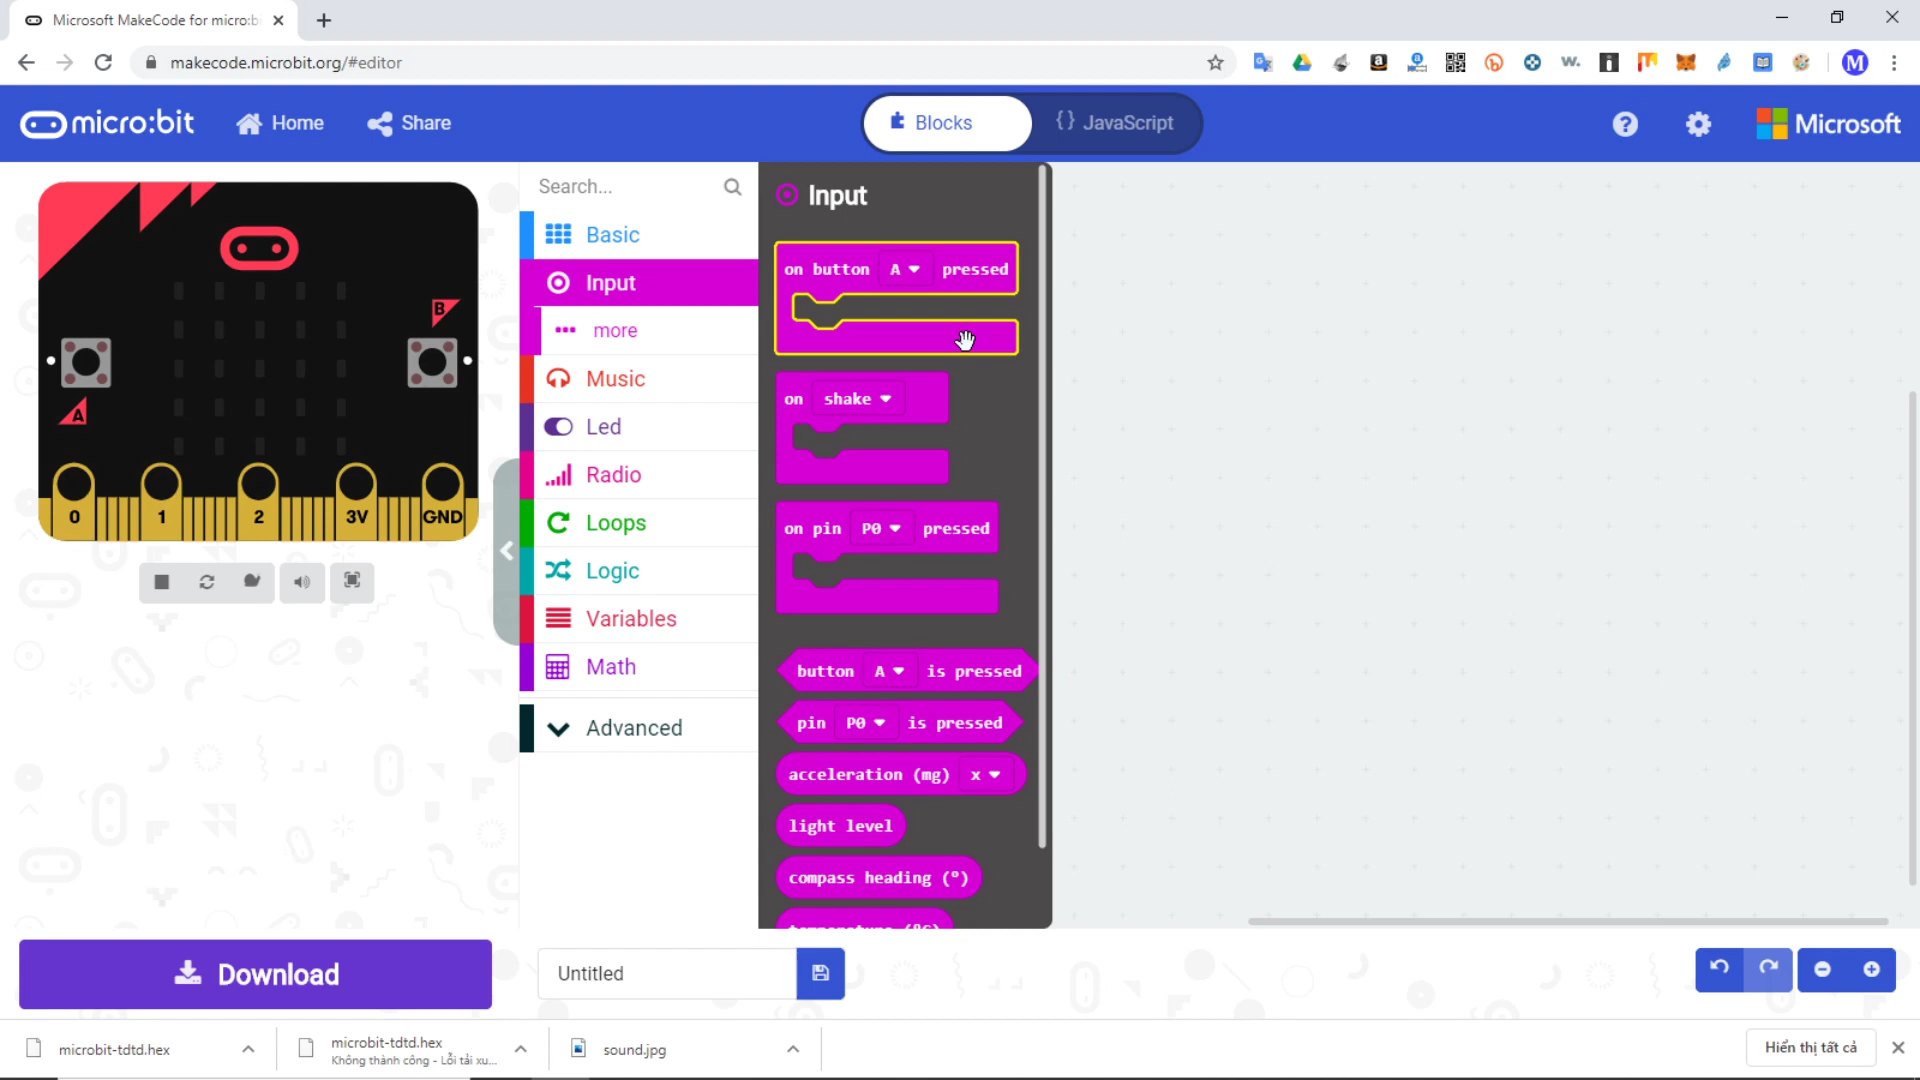 Microsoft MakeCode for micro:b
makecode.microbit.org/#editor
micro:bit
Home
Share
Blocks
{} JavaScript
Microsoft
Search...
Basic
Input
more
Music
Led
Radio
Loops
Logic
Variables
Math
Advanced
Input
on button A pressed
on shake
on pin P0 pressed
button A is pressed
pin P0 is pressed
acceleration (mg) x
light level
compass heading (°)
temperature (°C)
B
A
0 1 2 3V GND
Download
Untitled
microbit-tdtd.hex
microbit-tdtd.hex
Không thành công - Lỗi tải xu...
sound.jpg
Hiển thị tất cả
M